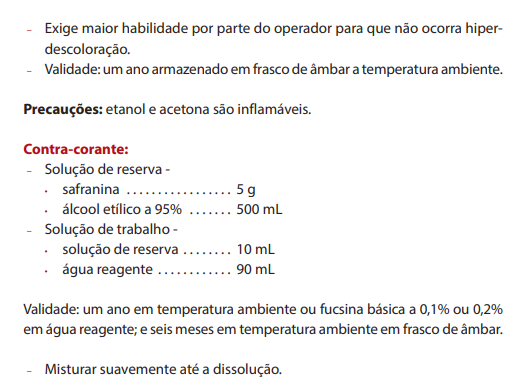 – Exige maior habilidade por parte do operador para que não ocorra hiper-
descoloração.
– Validade: um ano armazenado em frasco de âmbar a temperatura ambiente.
Precauções: etanol e acetona são inflamáveis.
Contra-corante:
– Solução de reserva -
· safranina ................ 5 g
· álcool etílico a 95% ....... 500 mL
– Solução de trabalho -
· solução de reserva ........ 10 mL
· água reagente ............ 90 mL
Validade: um ano em temperatura ambiente ou fucsina básica a 0,1% ou 0,2%
em água reagente; e seis meses em temperatura ambiente em frasco de âmbar.
– Misturar suavemente até a dissolução.